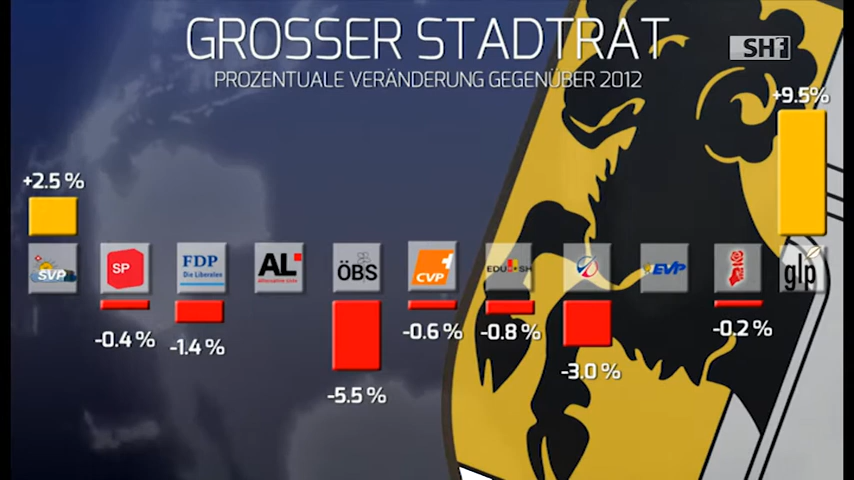 GROSSER STADTRAT
PROZENTUALE VERÄNDERUNG GEGENÜBER 2012
SHf
+9.5%
+2.5 %
SVP
SP
FDP
Die Liberalen
AL
ÖBS
CVP
EDU SH
EVP
glp
-0.4 %
-1.4 %
-5.5 %
-0.6 %
-0.8 %
-3.0 %
-0.2 %